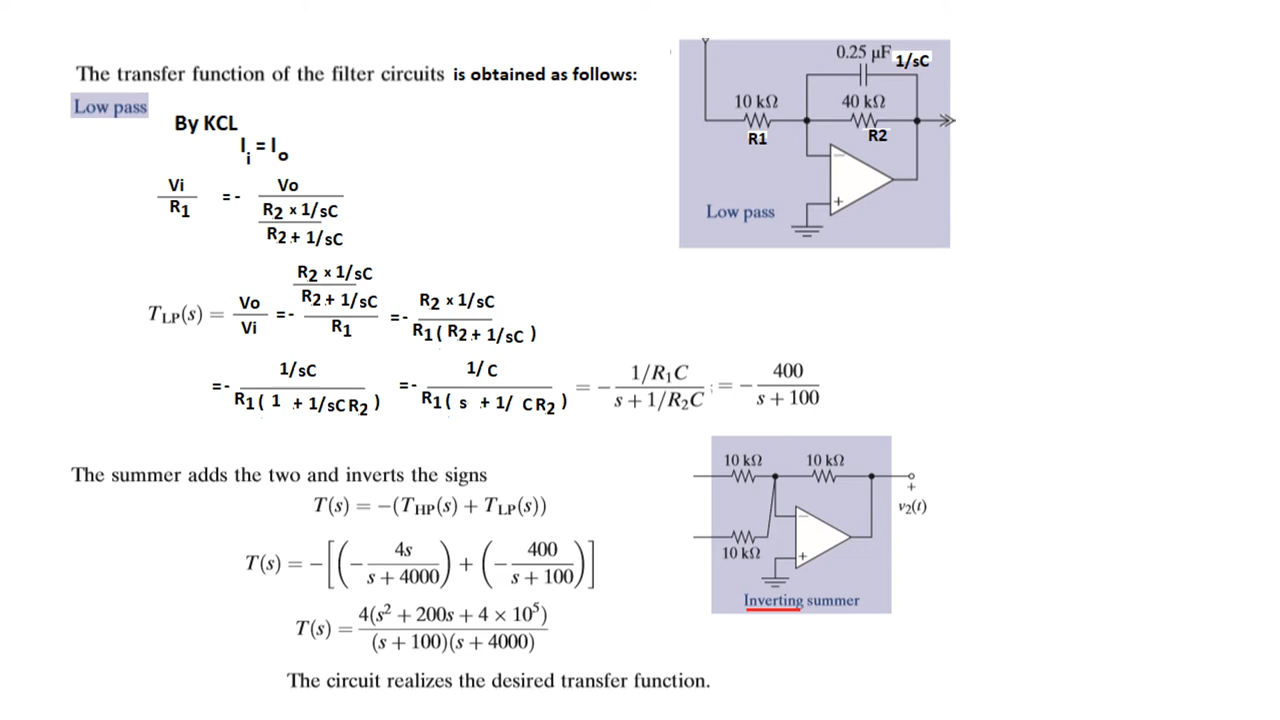 The transfer function of the filter circuits is obtained as follows:
Low pass
By KCL
I_i = I_o
Vi / R1 = - Vo / ((R2 x 1/sC) / (R2 + 1/sC))
T_LP(s) = Vo / Vi = - ((R2 x 1/sC) / (R2 + 1/sC)) / R1 = - (R2 x 1/sC) / (R1 ( R2 + 1/sC ))
= - (1/sC) / (R1 ( 1 + 1/sCR2 )) = - (1/C) / (R1 ( s + 1/ CR2 )) = - (1/R1C) / (s + 1/R2C) ; = - 400 / (s + 100)
0.25 µF 1/sC
10 kΩ 40 kΩ
R1 R2
−
+
Low pass
The summer adds the two and inverts the signs
T(s) = −(T_HP(s) + T_LP(s))
T(s) = −[(− 4s / (s + 4000)) + (− 400 / (s + 100))]
T(s) = 4(s² + 200s + 4 × 10⁵) / ((s + 100)(s + 4000))
The circuit realizes the desired transfer function.
10 kΩ 10 kΩ
+
v₂(t)
−
10 kΩ
+
Inverting summer